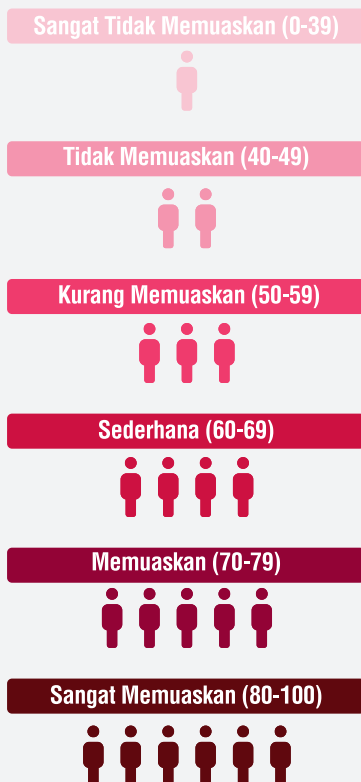 Sangat Tidak Memuaskan (0-39)
Tidak Memuaskan (40-49)
Kurang Memuaskan (50-59)
Sederhana (60-69)
Memuaskan (70-79)
Sangat Memuaskan (80-100)